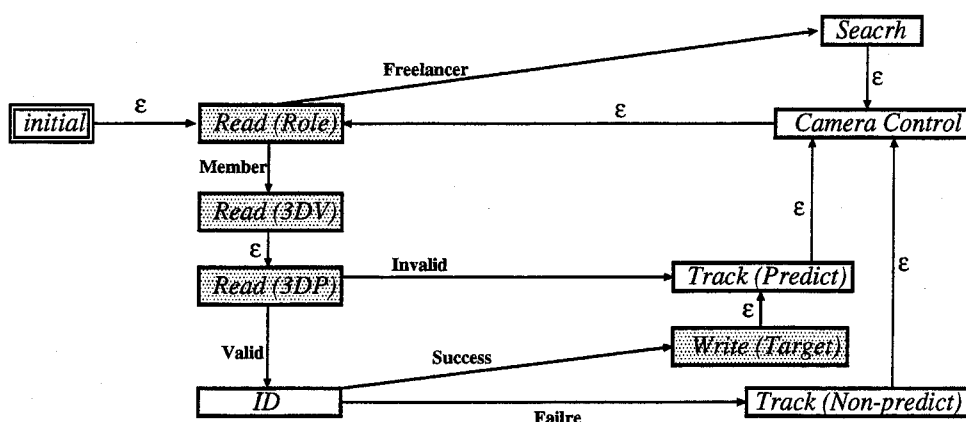 Seacrh
Freelancer
ε
ε
ε
initial
Read (Role)
Camera Control
Member
Read (3DV)
ε
ε
ε
Invalid
Read (3DP)
Track (Predict)
ε
Valid
Success
Write (Target)
ID
Track (Non-predict)
Failre